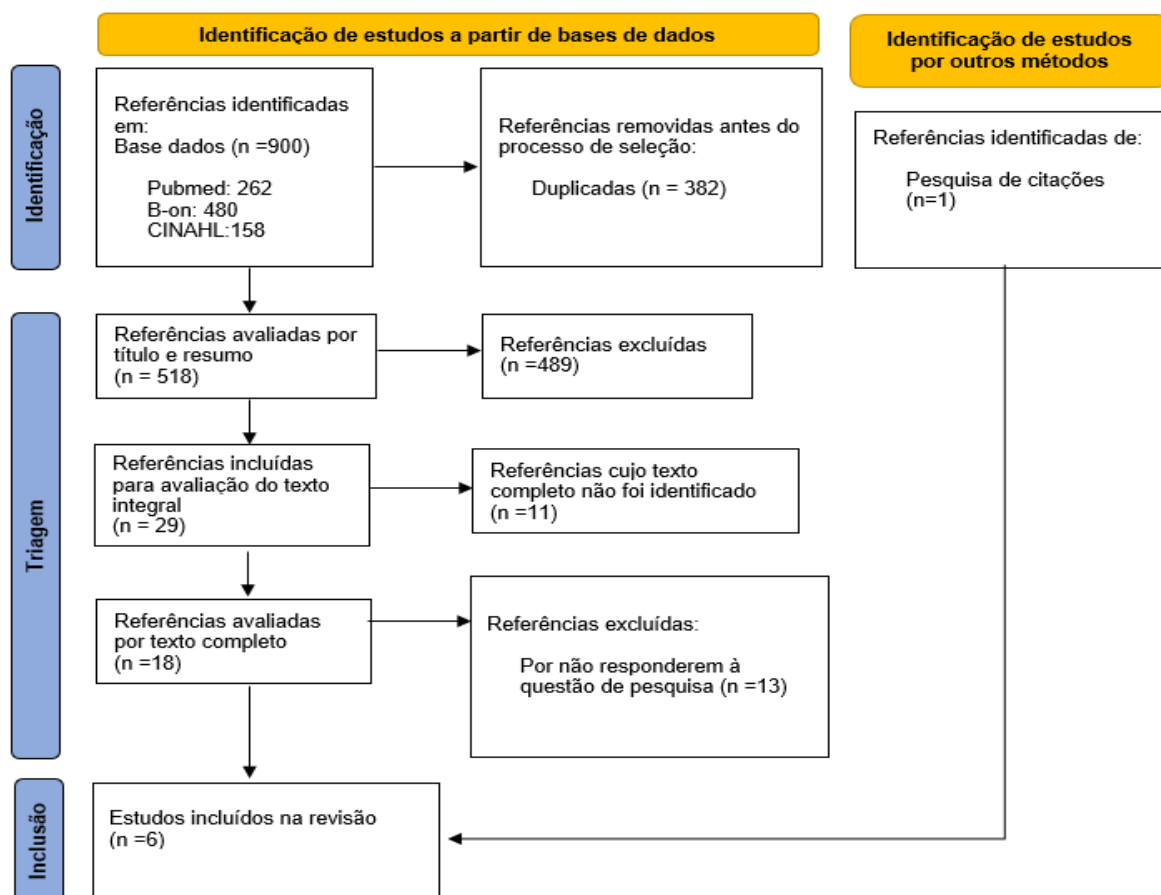 Identificação de estudos a partir de bases de dados
Identificação de estudos
por outros métodos
Identificação
Referências identificadas
em:
Base dados (n =900)
Pubmed: 262
B-on: 480
CINAHL:158
Referências removidas antes do
processo de seleção:
Duplicadas (n = 382)
Referências identificadas de:
Pesquisa de citações
(n=1)
Triagem
Referências avaliadas por
título e resumo
(n = 518)
Referências excluídas
(n =489)
Referências incluídas
para avaliação do texto
integral
(n = 29)
Referências cujo texto
completo não foi identificado
(n =11)
Referências avaliadas
por texto completo
(n =18)
Referências excluídas:
Por não responderem à
questão de pesquisa (n =13)
Inclusão
Estudos incluídos na revisão
(n =6)